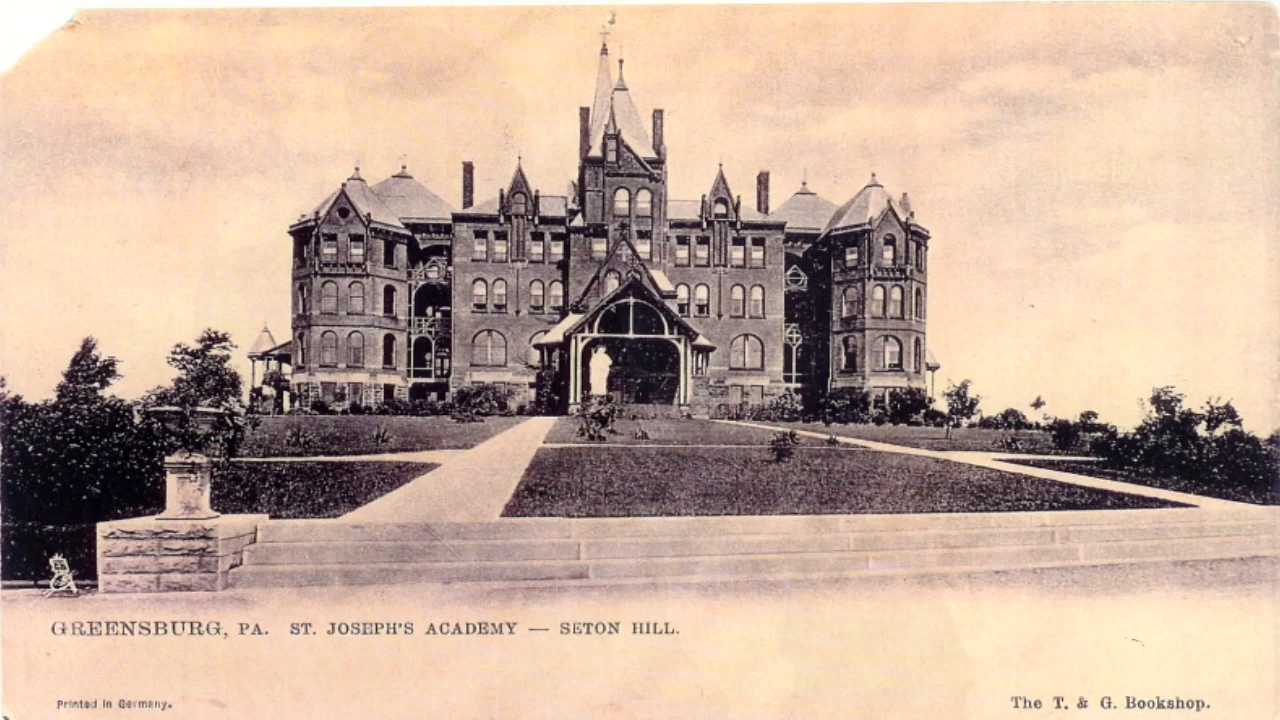 GREENSBURG, PA. ST. JOSEPH'S ACADEMY — SETON HILL.
Printed in Germany.
The T. & G. Bookshop.